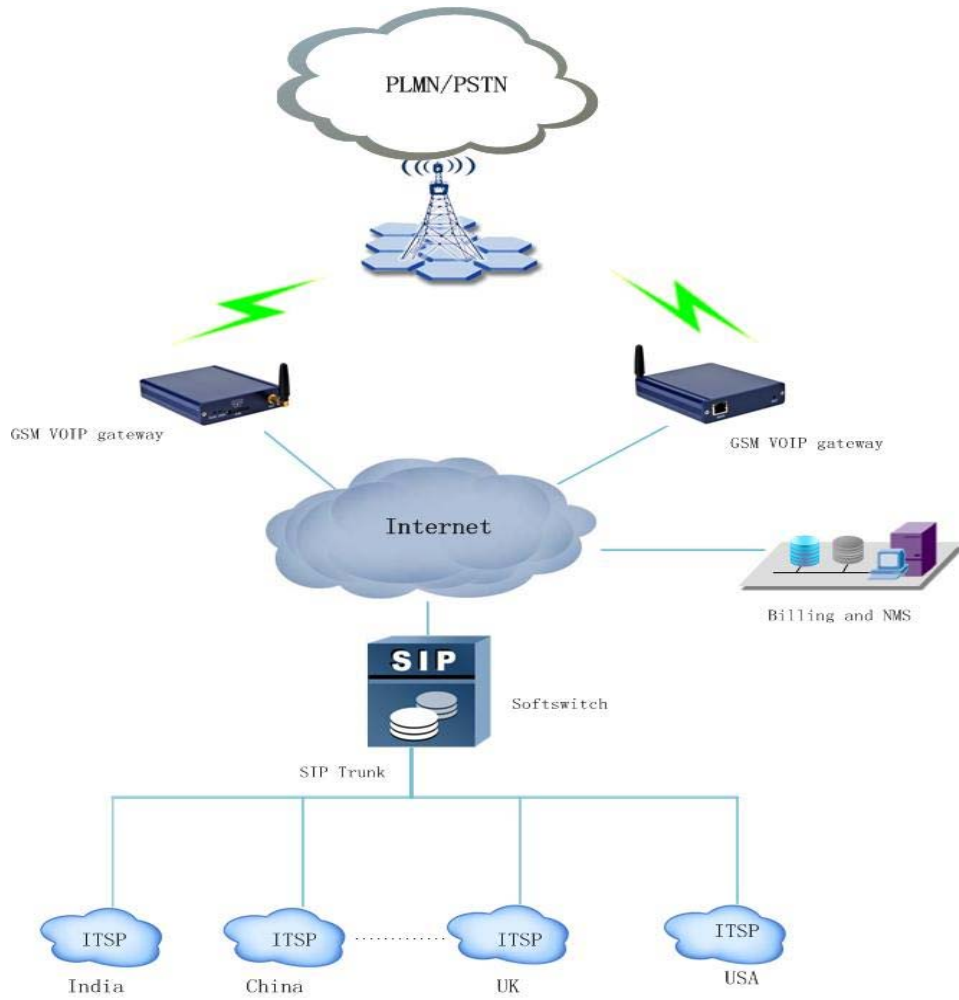 PLMN/PSTN
GSM VOIP gateway
GSM VOIP gateway
Internet
Billing and NMS
SIP
Softswitch
SIP Trunk
ITSP
ITSP
ITSP
ITSP
India
China
UK
USA